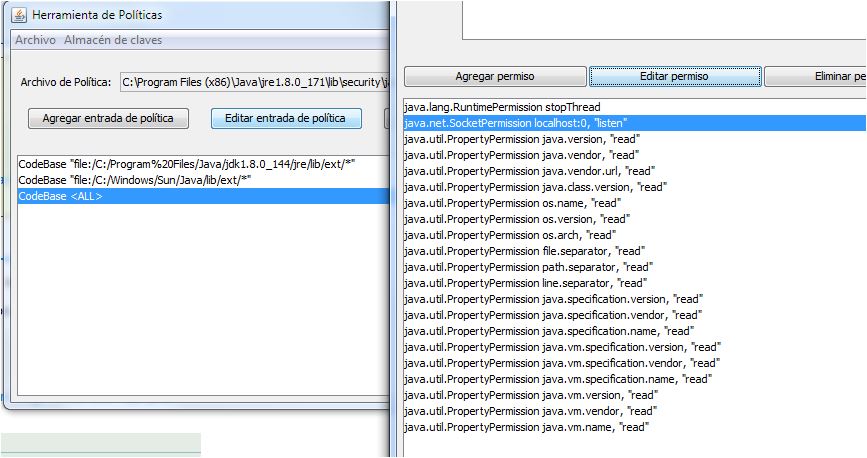 Herramienta de Políticas
Archivo Almacén de claves
Archivo de Política: C:\Program Files (x86)\Java\jre1.8.0_171\lib\security\ja
Agregar entrada de política Editar entrada de política
CodeBase "file:/C:/Program%20Files/Java/jdk1.8.0_144/jre/lib/ext/*"
CodeBase "file:/C:/Windows/Sun/Java/lib/ext/*"
CodeBase <ALL>
Agregar permiso Editar permiso Eliminar pe
java.lang.RuntimePermission stopThread
java.net.SocketPermission localhost:0, "listen"
java.util.PropertyPermission java.version, "read"
java.util.PropertyPermission java.vendor, "read"
java.util.PropertyPermission java.vendor.url, "read"
java.util.PropertyPermission java.class.version, "read"
java.util.PropertyPermission os.name, "read"
java.util.PropertyPermission os.version, "read"
java.util.PropertyPermission os.arch, "read"
java.util.PropertyPermission file.separator, "read"
java.util.PropertyPermission path.separator, "read"
java.util.PropertyPermission line.separator, "read"
java.util.PropertyPermission java.specification.version, "read"
java.util.PropertyPermission java.specification.vendor, "read"
java.util.PropertyPermission java.specification.name, "read"
java.util.PropertyPermission java.vm.specification.version, "read"
java.util.PropertyPermission java.vm.specification.vendor, "read"
java.util.PropertyPermission java.vm.specification.name, "read"
java.util.PropertyPermission java.vm.version, "read"
java.util.PropertyPermission java.vm.vendor, "read"
java.util.PropertyPermission java.vm.name, "read"